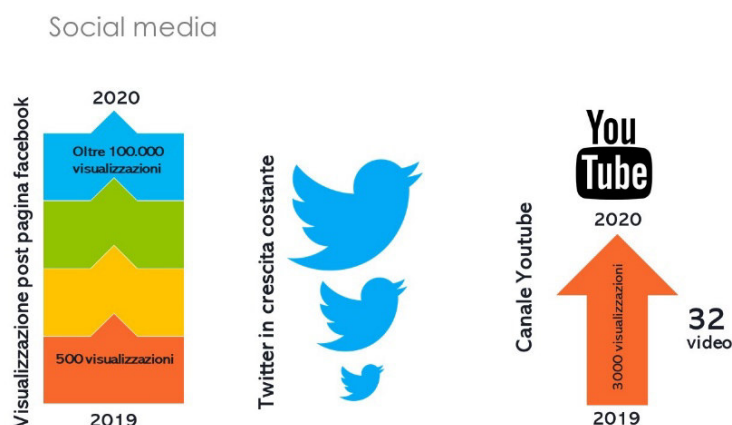 Social media
Visualizzazione post pagina facebook
2020
Oltre 100.000
visualizzazioni
500 visualizzazioni
2019
Twitter in crescita costante
You
Tube
Canale Youtube
2020
3000 visualizzazioni
2019
32
video